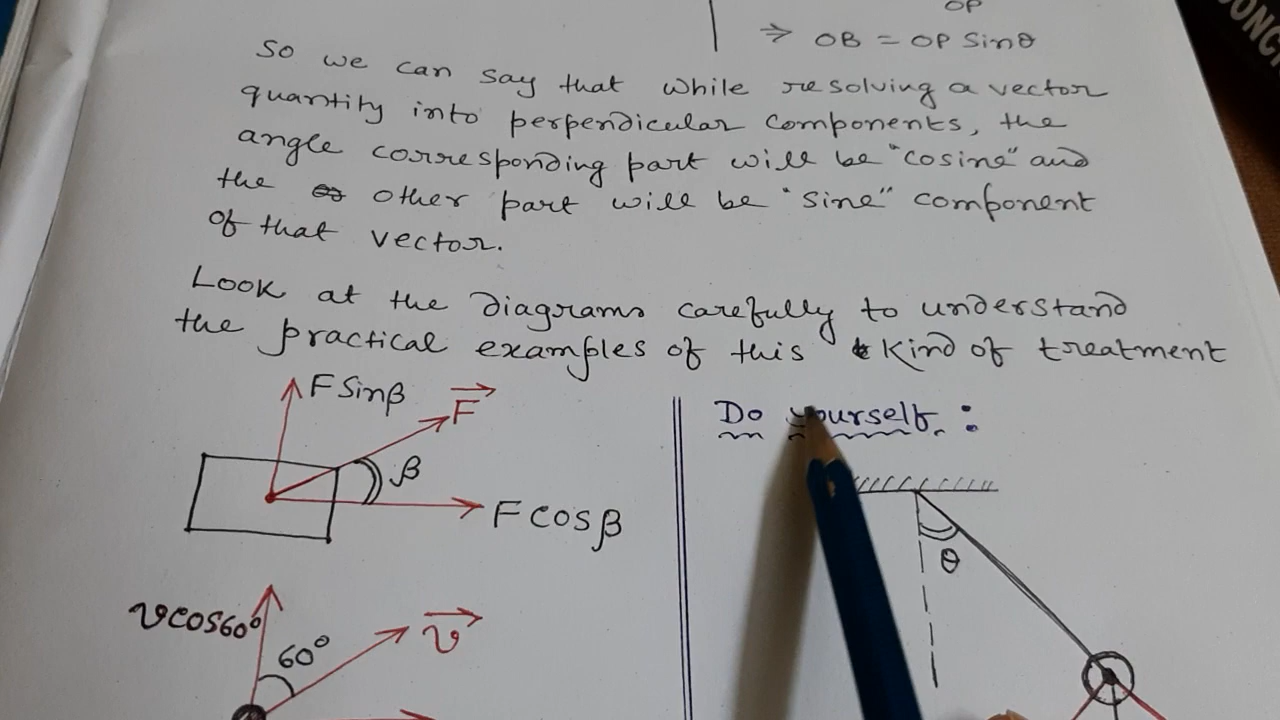 OP
⇒ OB = OP Sinθ
So we can say that while resolving a vector
quantity into perpendicular components, the
angle corresponding part will be "cosine" and
the other part will be "sine" component
of that vector.
Look at the diagrams carefully to understand
the practical examples of this kind of treatment
F Sinβ
F
β
F cosβ
v cos60°
60°
v
Do yourself :
θ
CONC